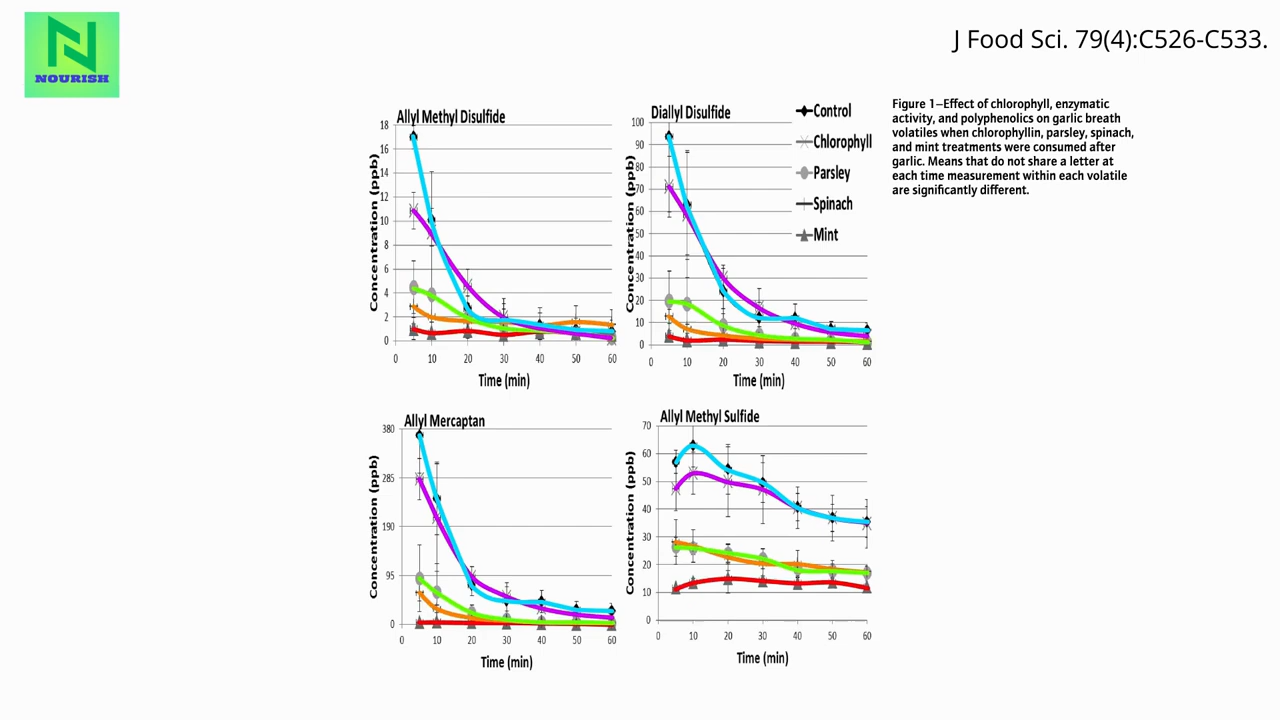 NOURISH
J Food Sci. 79(4):C526-C533.
Allyl Methyl Disulfide
Concentration (ppb)
18
16
14
12
10
8
6
4
2
0
0 10 20 30 40 50 60
Time (min)
Diallyl Disulfide
Concentration (ppb)
100
90
80
70
60
50
40
30
20
10
0
0 10 20 30 40 50 60
Time (min)
Control
Chlorophyll
Parsley
Spinach
Mint
Figure 1–Effect of chlorophyll, enzymatic
activity, and polyphenolics on garlic breath
volatiles when chlorophyllin, parsley, spinach,
and mint treatments were consumed after
garlic. Means that do not share a letter at
each time measurement within each volatile
are significantly different.
Allyl Mercaptan
Concentration (ppb)
380
285
190
95
0
0 10 20 30 40 50 60
Time (min)
Allyl Methyl Sulfide
Concentration (ppb)
70
60
50
40
30
20
10
0
0 10 20 30 40 50 60
Time (min)